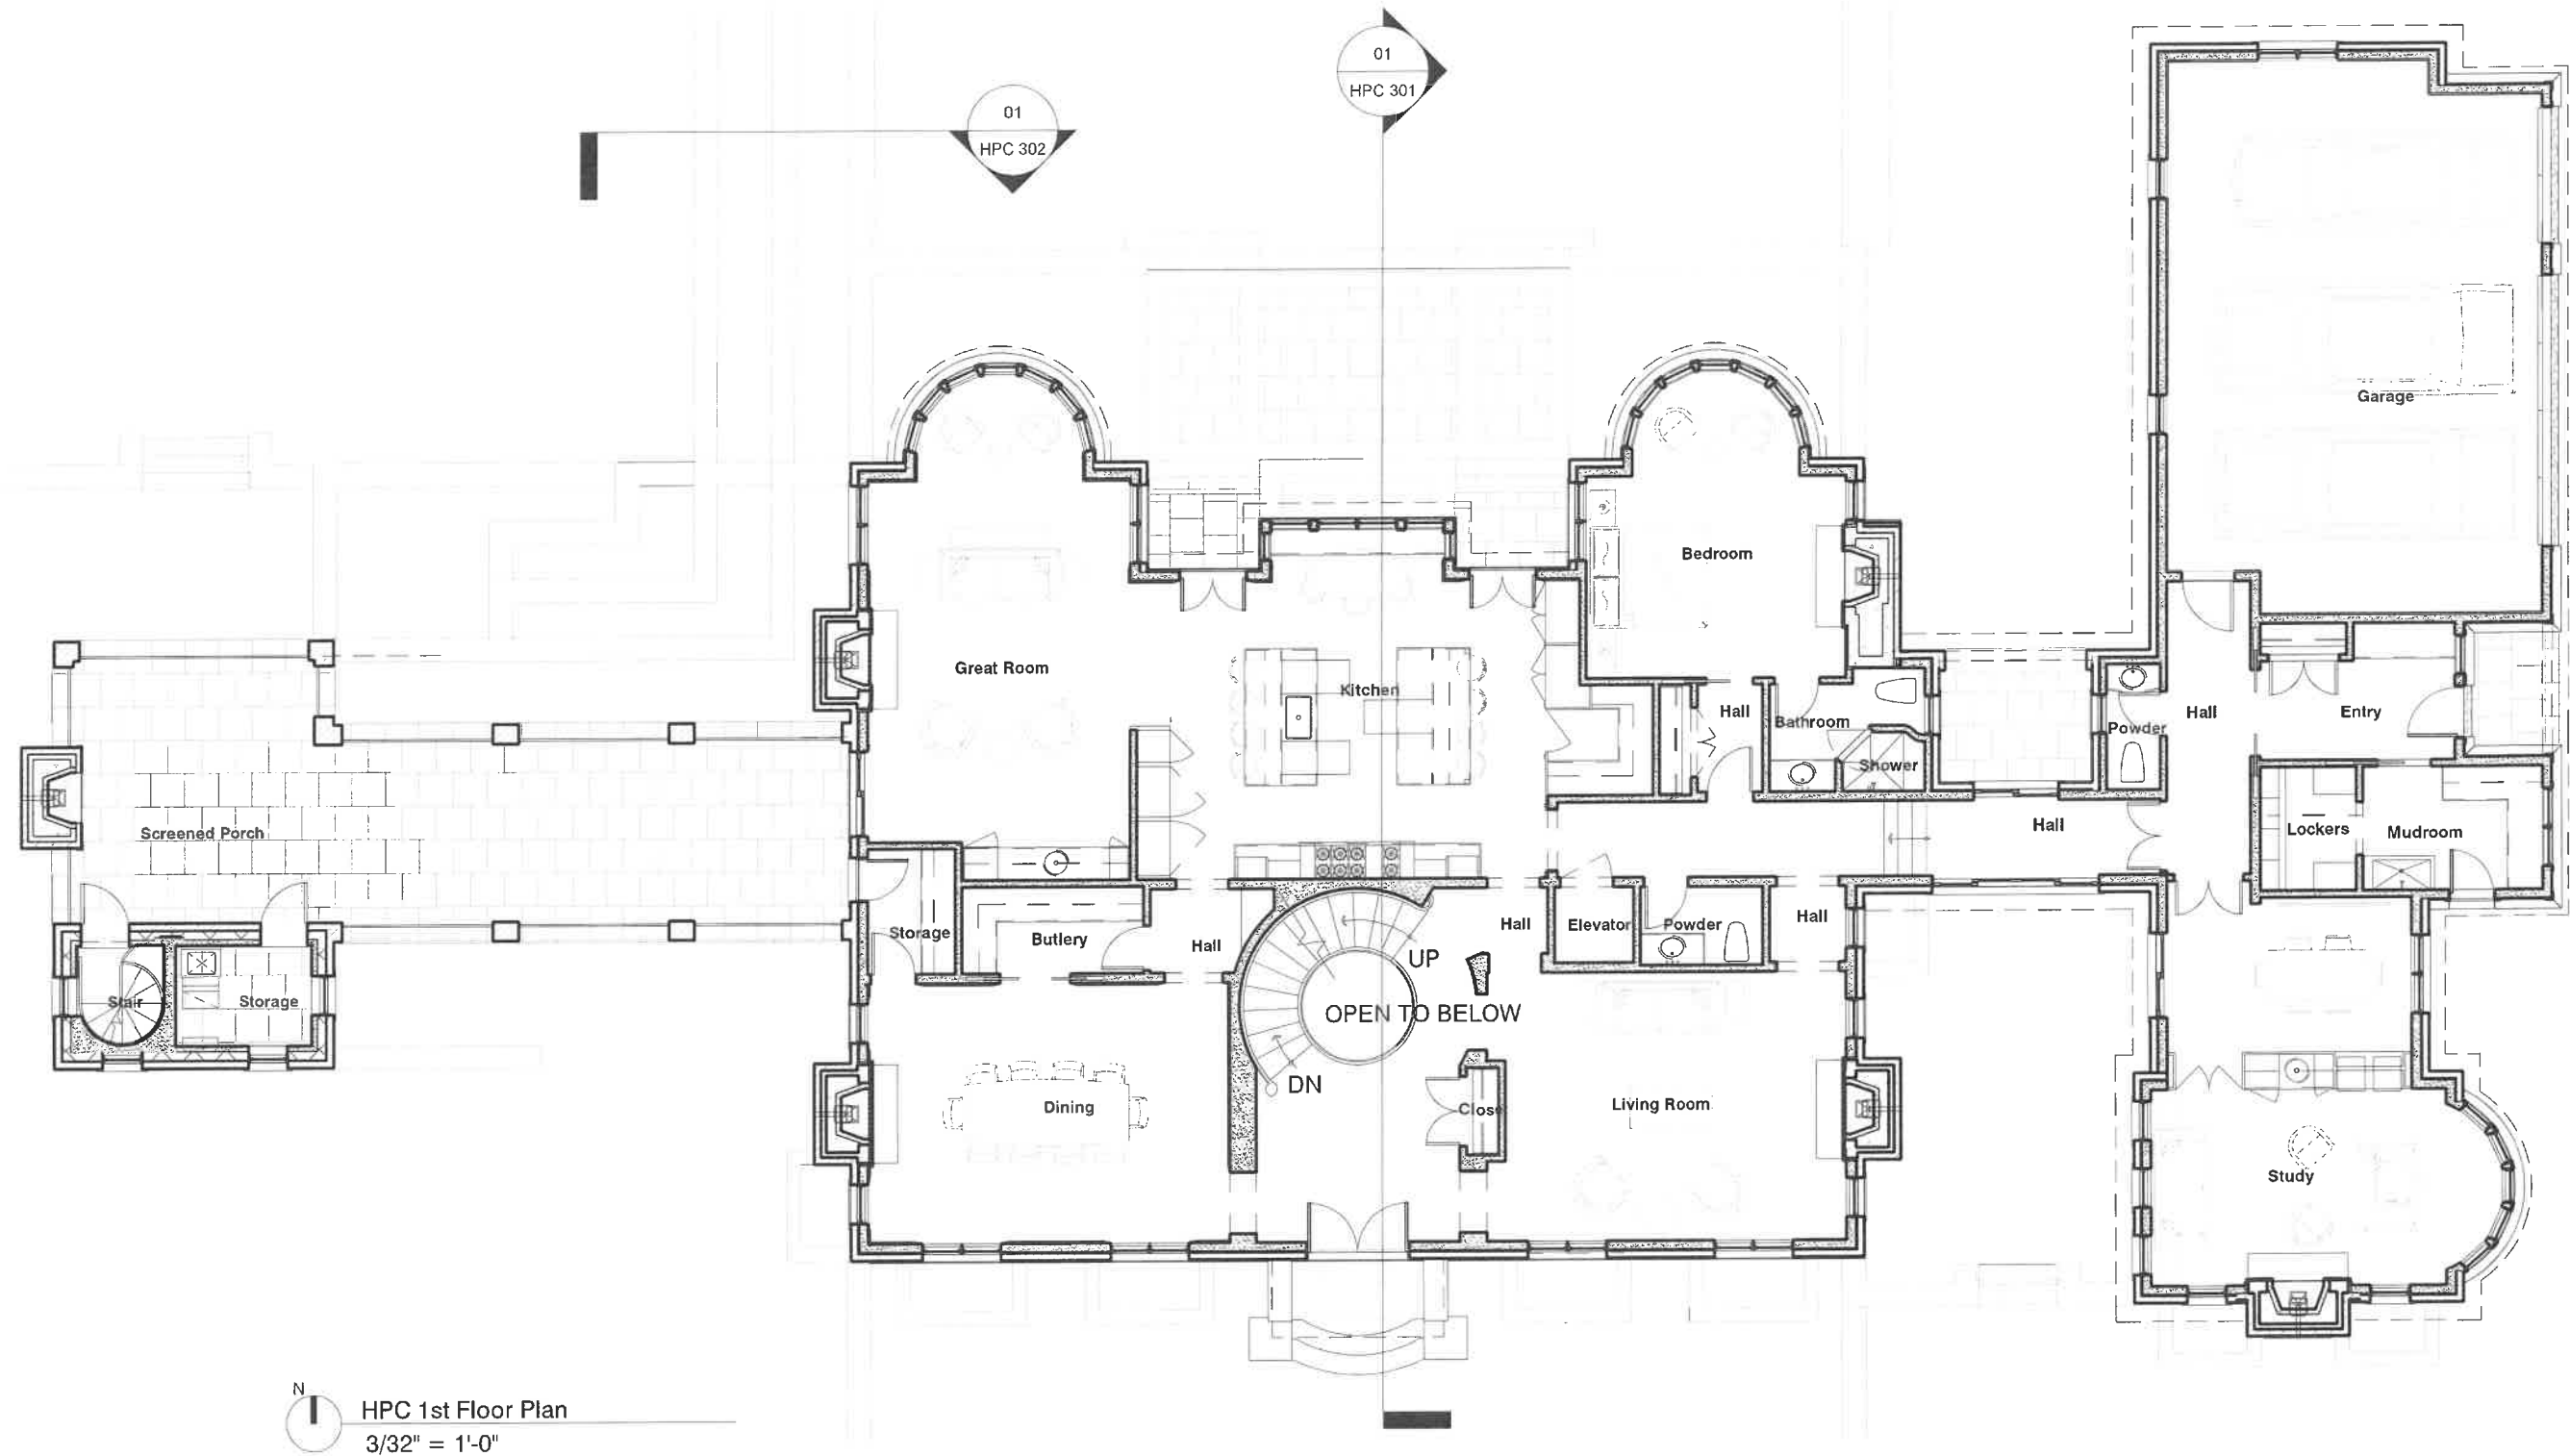 01
HPC 301
01
HPC 302
Garage
Bedroom
Great Room
Kitchen
Hall
Bathroom
Powder
Hall
Entry
Shower
Screened Porch
Hall
Lockers
Mudroom
Storage
Butlery
Hall
Hall
Elevator
Powder
Hall
UP
Stair
Storage
OPEN TO BELOW
DN
Dining
Clos
Living Room
Study
N
HPC 1st Floor Plan
3/32" = 1'-0"